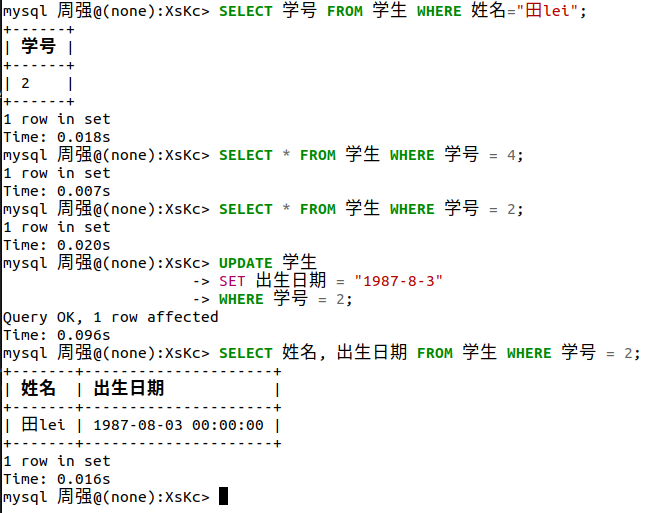 mysql 周强@(none):XsKc> SELECT 学号 FROM 学生 WHERE 姓名="田lei";
+------+
| 学号 |
+------+
| 2    |
+------+
1 row in set
Time: 0.018s
mysql 周强@(none):XsKc> SELECT * FROM 学生 WHERE 学号 = 4;
1 row in set
Time: 0.007s
mysql 周强@(none):XsKc> SELECT * FROM 学生 WHERE 学号 = 2;
1 row in set
Time: 0.020s
mysql 周强@(none):XsKc> UPDATE 学生
                     -> SET 出生日期 = "1987-8-3"
                     -> WHERE 学号 = 2;
Query OK, 1 row affected
Time: 0.096s
mysql 周强@(none):XsKc> SELECT 姓名, 出生日期 FROM 学生 WHERE 学号 = 2;
+-------+---------------------+
| 姓名  | 出生日期            |
+-------+---------------------+
| 田lei | 1987-08-03 00:00:00 |
+-------+---------------------+
1 row in set
Time: 0.016s
mysql 周强@(none):XsKc>